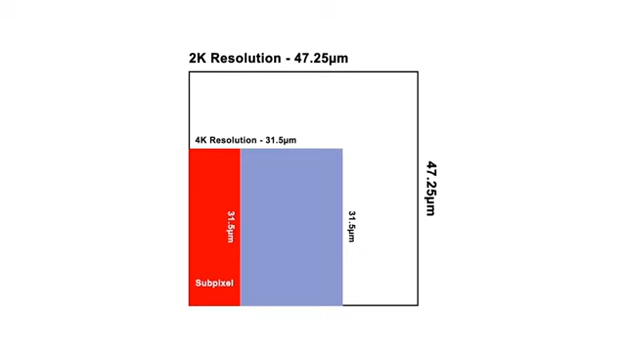 2K Resolution - 47.25µm
4K Resolution - 31.5µm
47.25µm
31.5µm
31.5µm
Subpixel